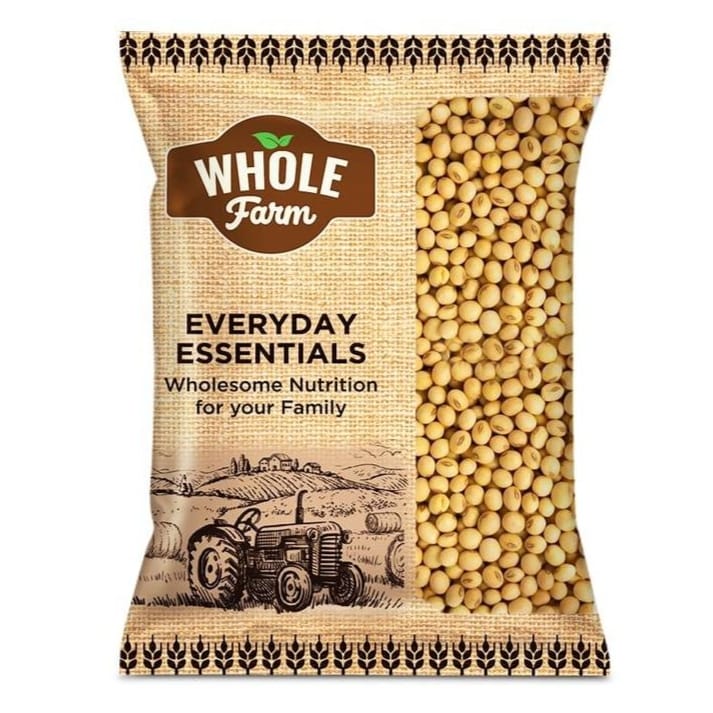 WHOLE
Farm
EVERYDAY
ESSENTIALS
Wholesome Nutrition
for your Family